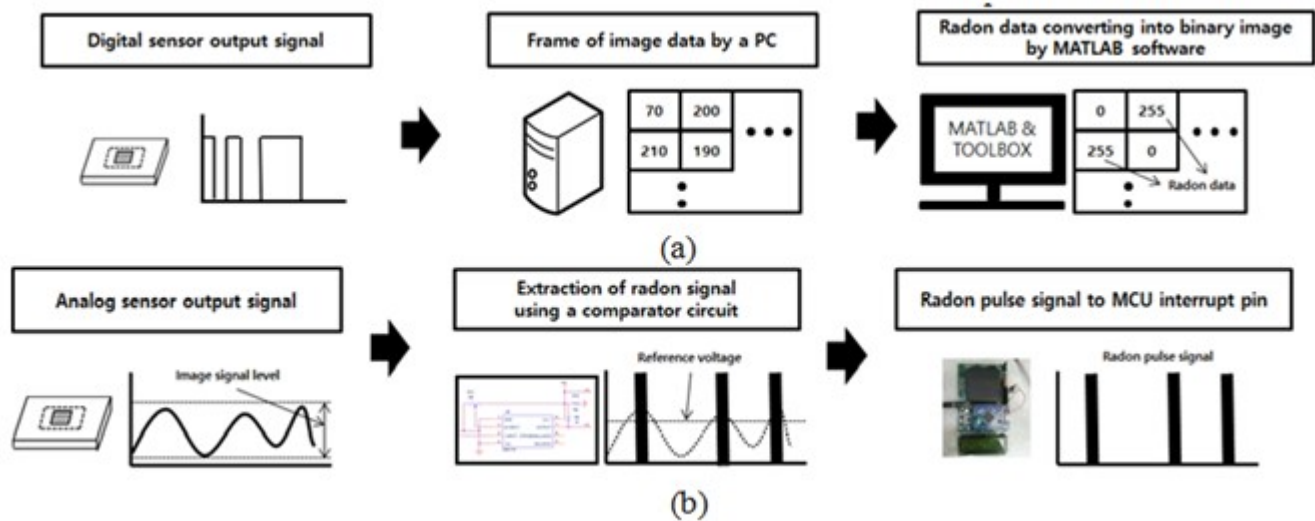 Digital sensor output signal
Frame of image data by a PC
Radon data converting into binary image
by MATLAB software
70 200
210 190
MATLAB &
TOOLBOX
0 255
255 0
Radon data
(a)
Analog sensor output signal
Extraction of radon signal
using a comparator circuit
Radon pulse signal to MCU interrupt pin
Image signal level
Reference voltage
Radon pulse signal
(b)